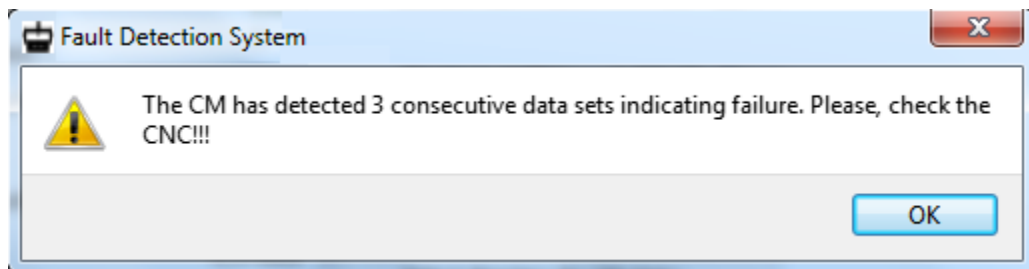 Fault Detection System
The CM has detected 3 consecutive data sets indicating failure. Please, check the
CNC!!!
OK